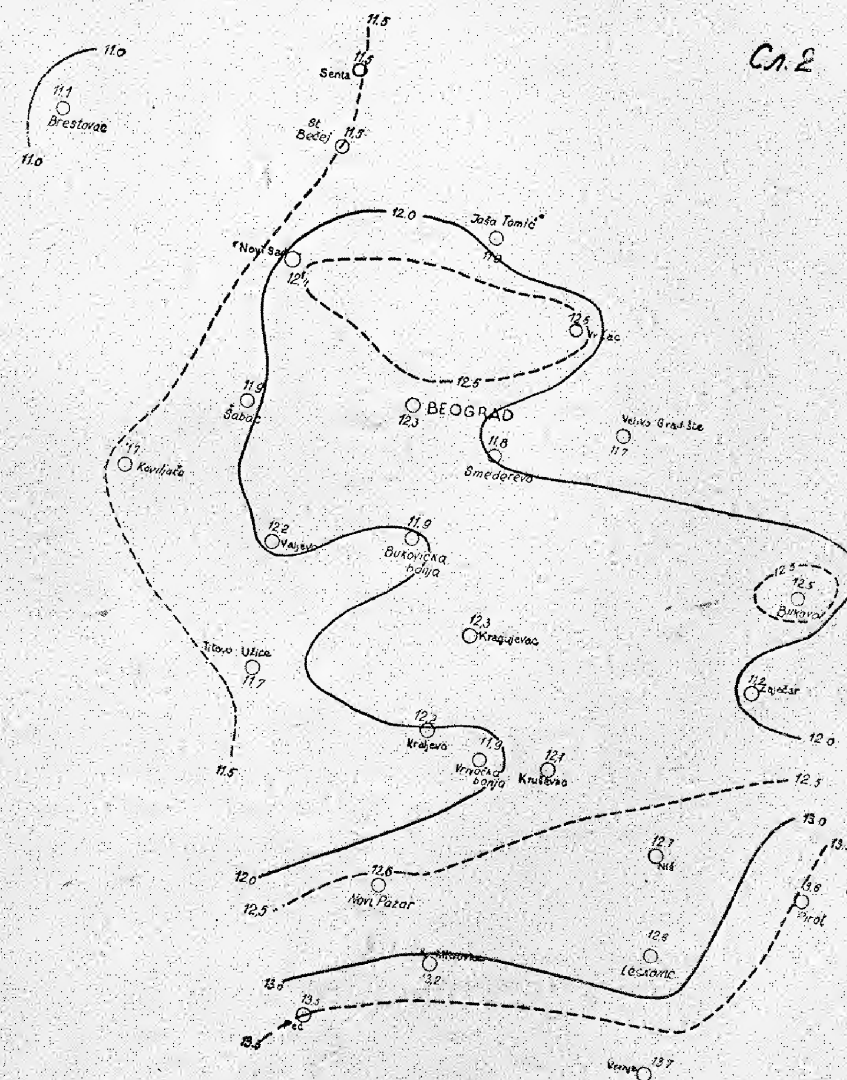 Сл. 2
11.5
11.5
Senta
11.0
11.1
Brestovac
11.0
St.
Bečej
11.5
12.0
Jaša Tomić
Novi Sad
12.5
Vršac
12.5
11.9
Šabac
BEOGRAD
12.3
11.8
Smederevo
Veliko Gradište
11.7
Koviljača
12.2
Valjevo
11.9
Bukovička
banja
12.5
12.5
Bukovo
12.3
Kragujevac
Titovo Užice
11.7
11.2
Zaječar
12.2
Kraljevo
11.9
Vrnjačka
banja
12.1
Kruševac
12.0
11.5
12.5
13.0
12.7
Niš
12.0
12.6
Novi Pazar
12.5
13.8
Pirot
12.8
Leskovac
13.2
13.0
13.5
Peć
13.5
Vranje
13.7